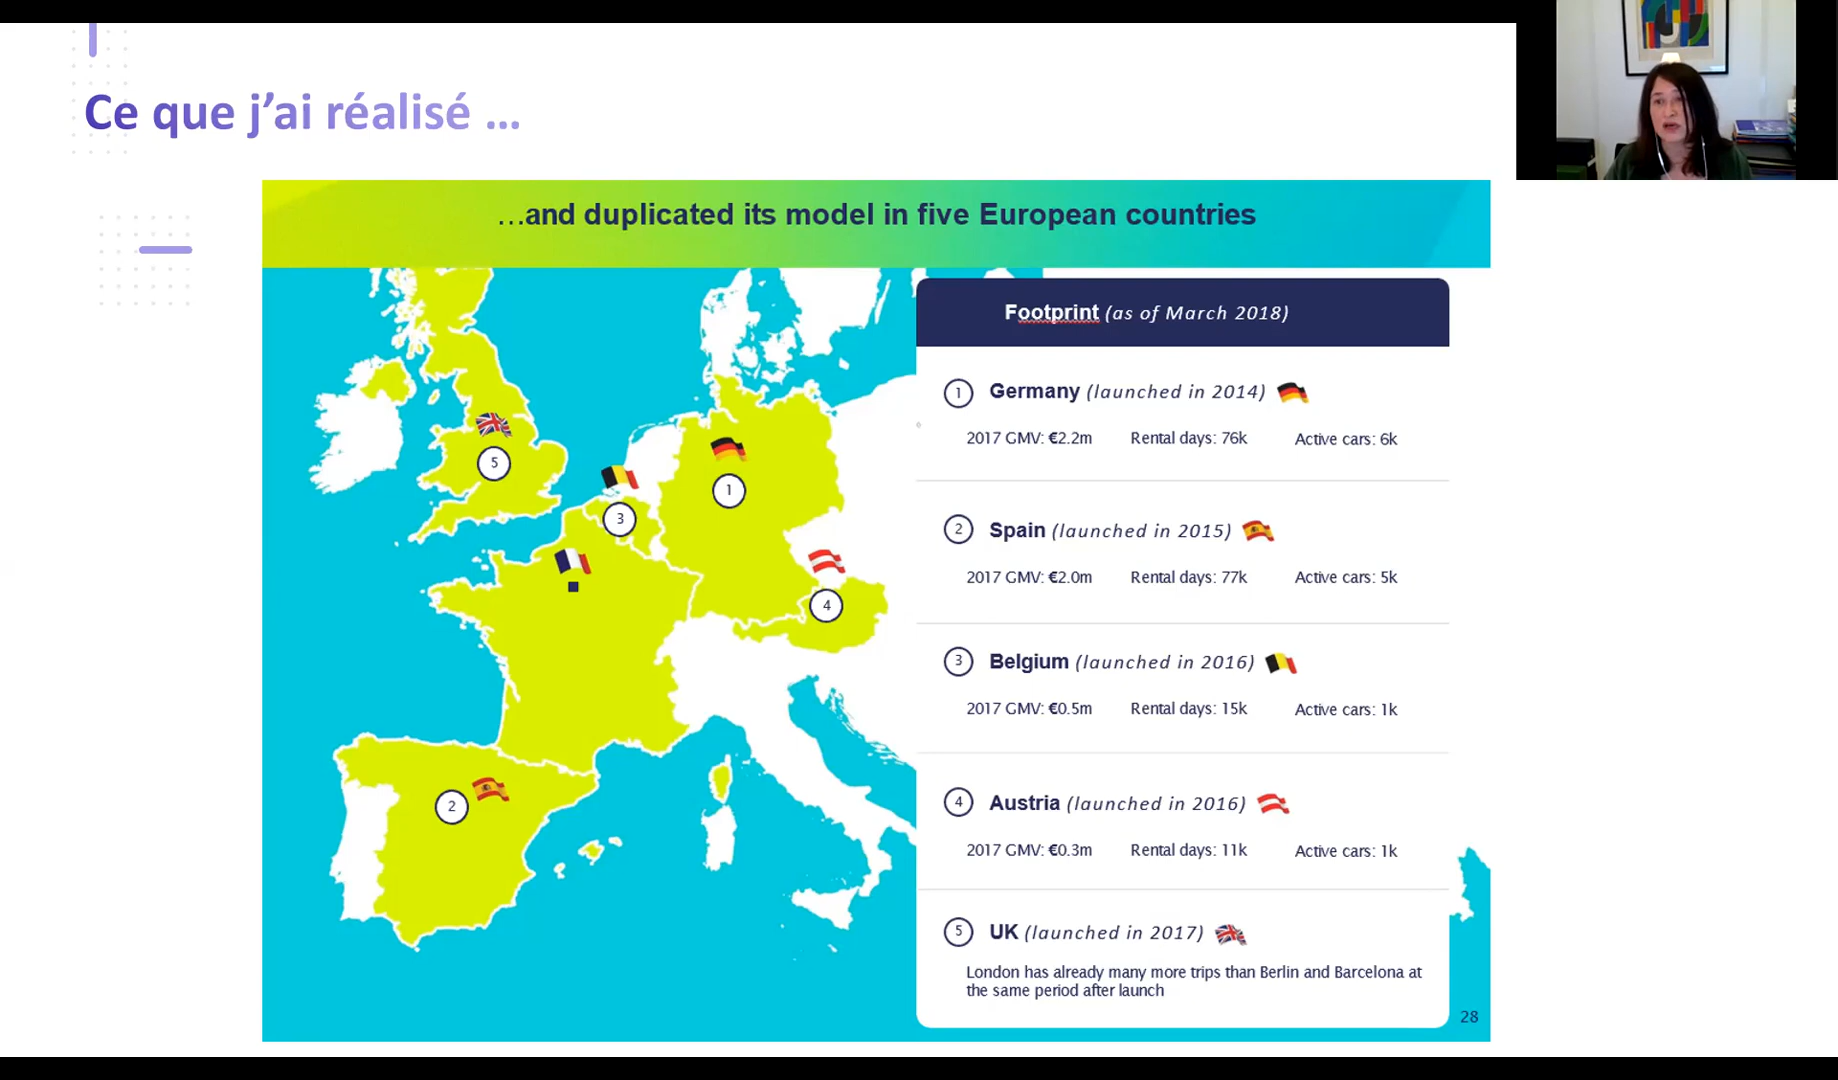 Ce que j’ai réalisé ...
…and duplicated its model in five European countries
Footprint (as of March 2018)
1 Germany (launched in 2014)
2017 GMV: €2.2m Rental days: 76k Active cars: 6k
2 Spain (launched in 2015)
2017 GMV: €2.0m Rental days: 77k Active cars: 5k
3 Belgium (launched in 2016)
2017 GMV: €0.5m Rental days: 15k Active cars: 1k
4 Austria (launched in 2016)
2017 GMV: €0.3m Rental days: 11k Active cars: 1k
5 UK (launched in 2017)
London has already many more trips than Berlin and Barcelona at
the same period after launch
28
5
1
3
4
2